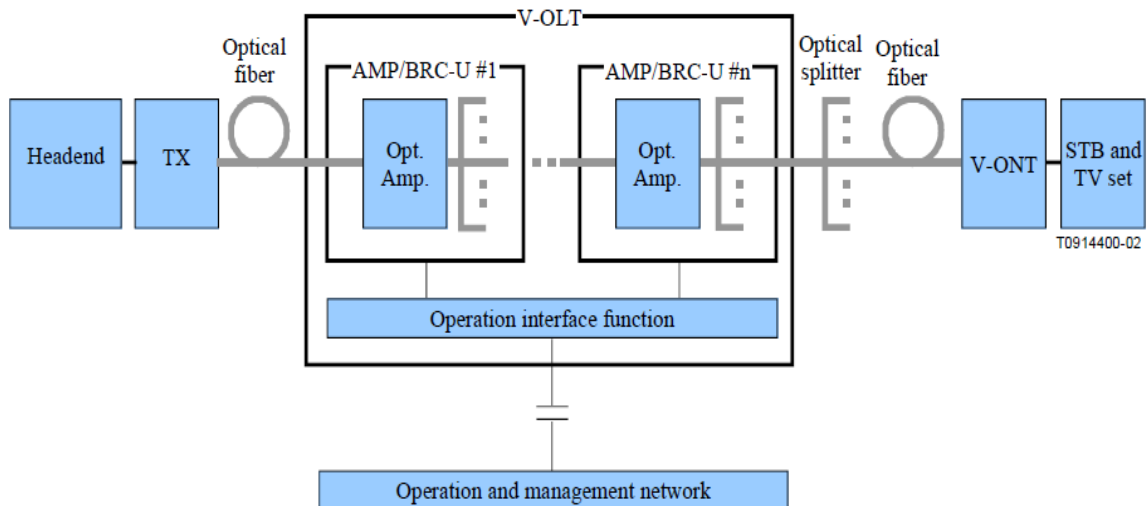 V-OLT
Optical
fiber
AMP/BRC-U #1
AMP/BRC-U #n
Optical
splitter
Optical
fiber
Headend
TX
Opt.
Amp.
Opt.
Amp.
V-ONT
STB and
TV set
T0914400-02
Operation interface function
Operation and management network